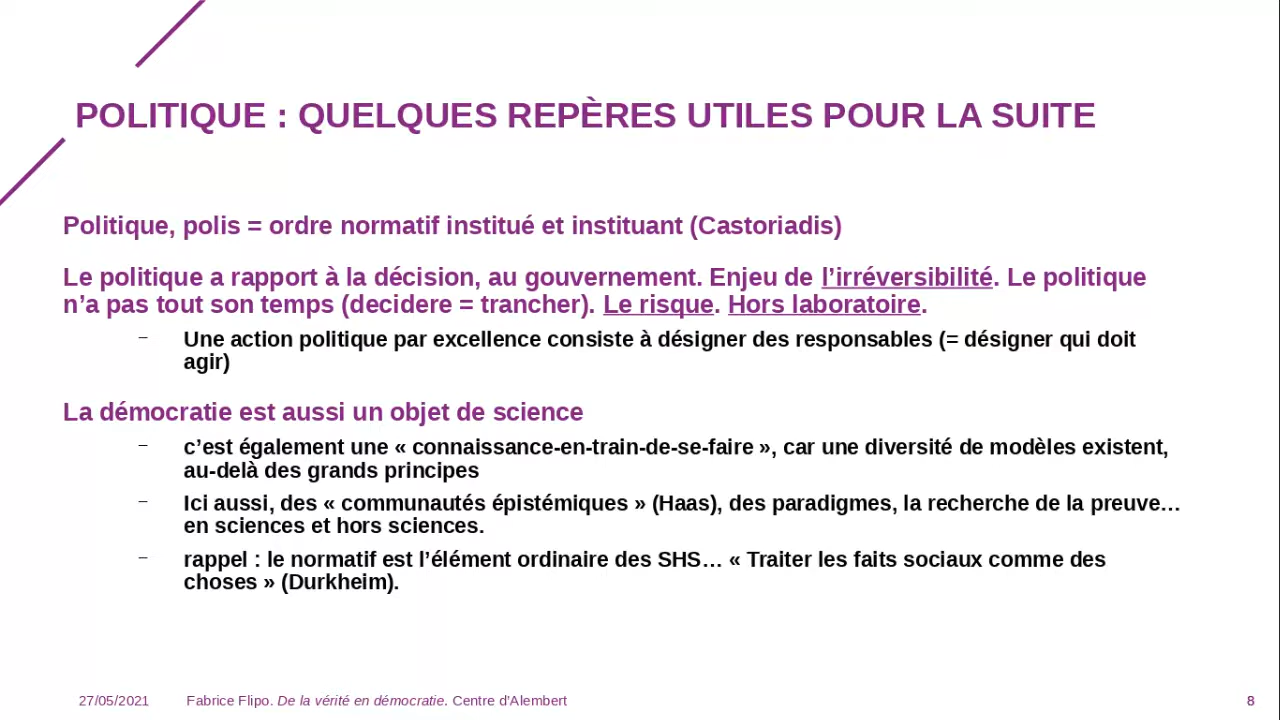 POLITIQUE : QUELQUES REPÈRES UTILES POUR LA SUITE
Politique, polis = ordre normatif institué et instituant (Castoriadis)
Le politique a rapport à la décision, au gouvernement. Enjeu de l’irréversibilité. Le politique
n’a pas tout son temps (decidere = trancher). Le risque. Hors laboratoire.
– Une action politique par excellence consiste à désigner des responsables (= désigner qui doit
agir)
La démocratie est aussi un objet de science
– c’est également une « connaissance-en-train-de-se-faire », car une diversité de modèles existent,
au-delà des grands principes
– Ici aussi, des « communautés épistémiques » (Haas), des paradigmes, la recherche de la preuve…
en sciences et hors sciences.
– rappel : le normatif est l’élément ordinaire des SHS… « Traiter les faits sociaux comme des
choses » (Durkheim).
27/05/2021 Fabrice Flipo. De la vérité en démocratie. Centre d'Alembert 8